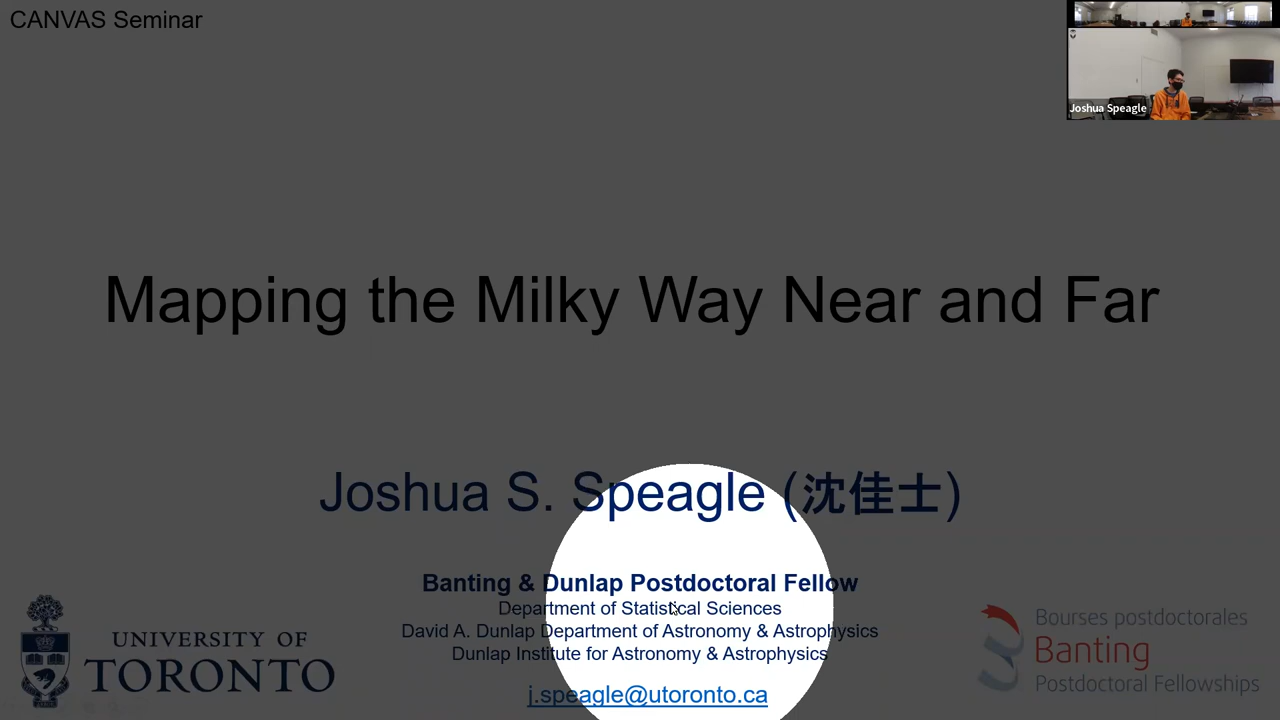 CANVAS Seminar
Joshua Speagle
Mapping the Milky Way Near and Far
Joshua S. Speagle (沈佳士)
Banting & Dunlap Postdoctoral Fellow
Department of Statistical Sciences
David A. Dunlap Department of Astronomy & Astrophysics
Dunlap Institute for Astronomy & Astrophysics
j.speagle@utoronto.ca
UNIVERSITY OF
TORONTO
Bourses postdoctorales
Banting
Postdoctoral Fellowships